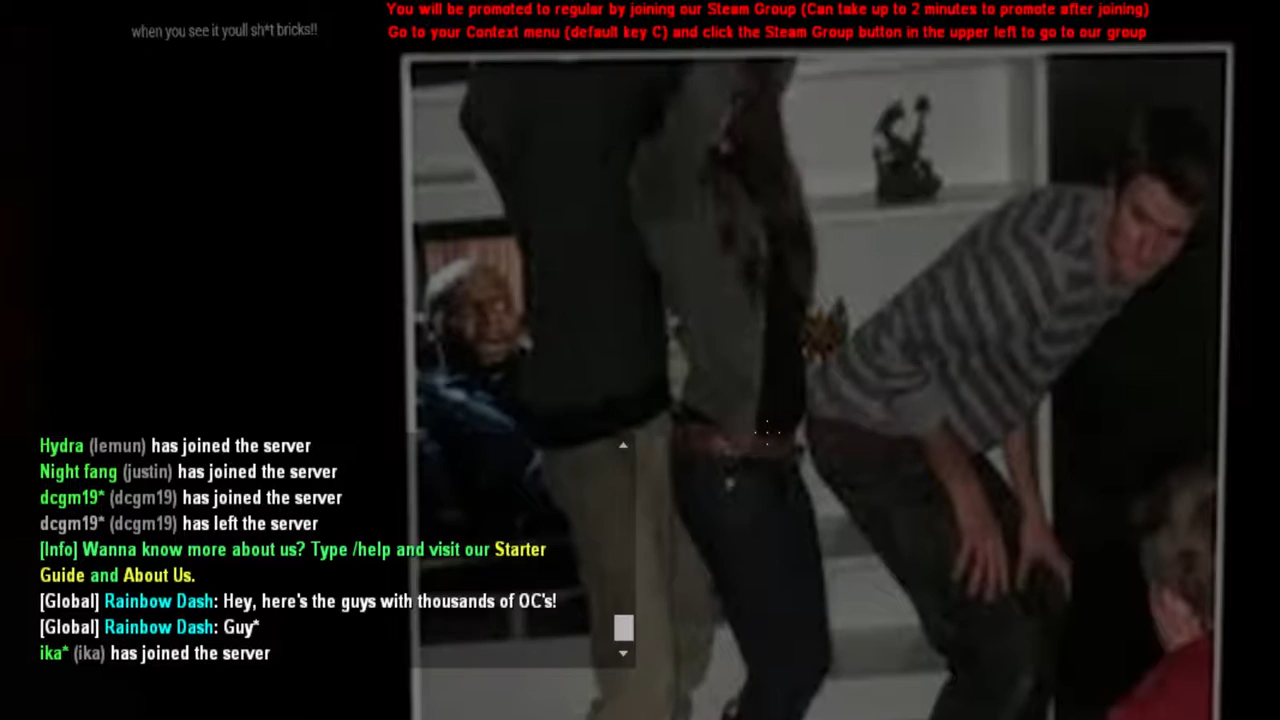 You will be promoted to regular by joining our Steam Group (Can take up to 2 minutes to promote after joining)
when you see it youll sh*t bricks!!
Go to your Context menu (default key C) and click the Steam Group button in the upper left to go to our group
Hydra (lemun) has joined the server
Night fang (justin) has joined the server
dcgm19* (dcgm19) has joined the server
dcgm19* (dcgm19) has left the server
[Info] Wanna know more about us? Type /help and visit our Starter
Guide and About Us.
[Global] Rainbow Dash: Hey, here's the guys with thousands of OC's!
[Global] Rainbow Dash: Guy*
ika* (ika) has joined the server